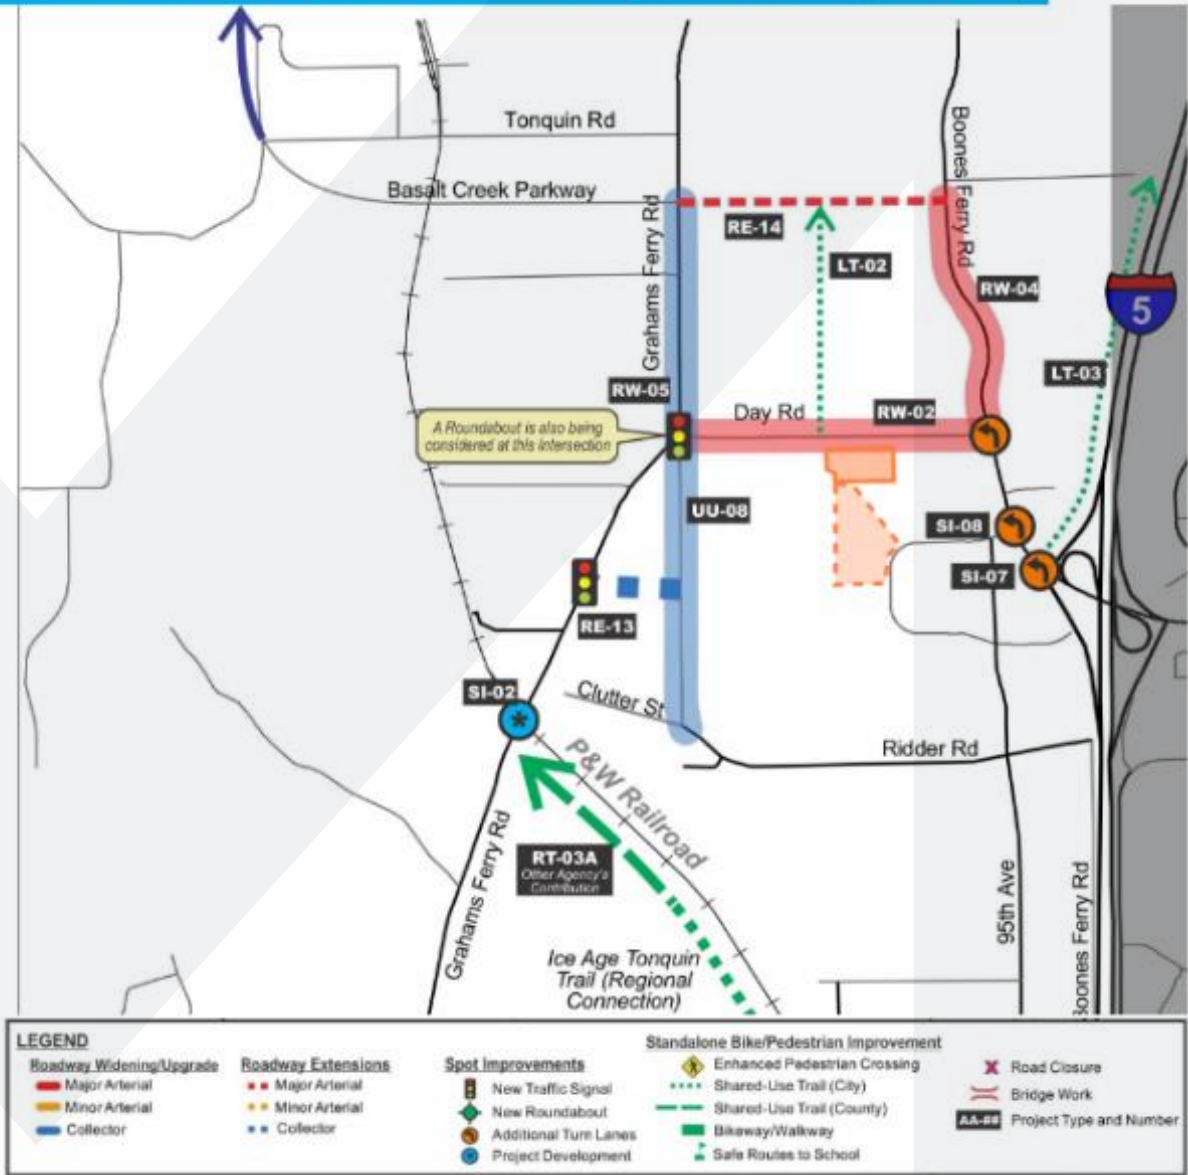 Tonquin Rd
Boones Ferry Rd
Basalt Creek Parkway
Grahams Ferry Rd
RE-14
LT-02
RW-04
5
LT-03
RW-05
Day Rd
RW-02
A Roundabout is also being
considered at this intersection
UU-08
SI-08
SI-07
RE-13
SI-02
Clutter St
Ridder Rd
P&W Railroad
RT-03A
Other Agency's
Contribution
Grahams Ferry Rd
95th Ave
Boones Ferry Rd
Ice Age Tonquin
Trail (Regional
Connection)
LEGEND
Roadway Widening/Upgrade
Major Arterial
Minor Arterial
Collector
Roadway Extensions
Major Arterial
Minor Arterial
Collector
Spot Improvements
New Traffic Signal
New Roundabout
Additional Turn Lanes
Project Development
Standalone Bike/Pedestrian Improvement
Enhanced Pedestrian Crossing
Shared-Use Trail (City)
Shared-Use Trail (County)
Bikeway/Walkway
Safe Routes to School
Road Closure
Bridge Work
Project Type and Number